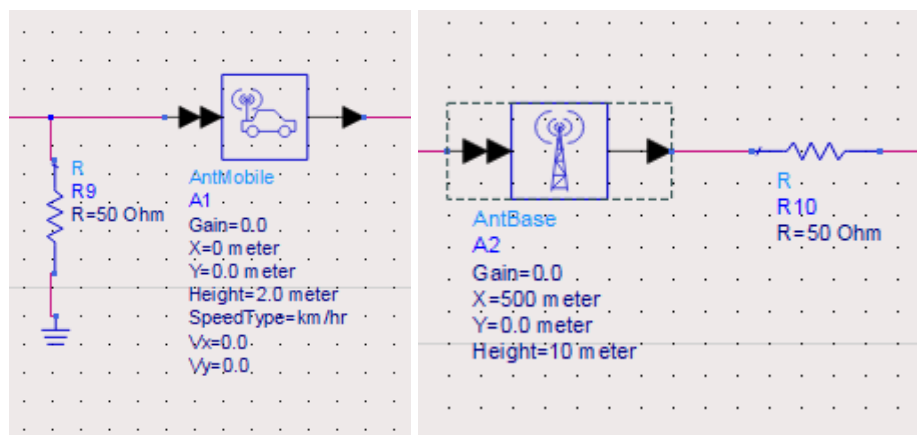 R
R9
R=50 Ohm
AntMobile
A1
Gain=0.0
X=0 meter
Y=0.0 meter
Height=2.0 meter
SpeedType=km/hr
Vx=0.0
Vy=0.0
AntBase
A2
Gain=0.0
X=500 meter
Y=0.0 meter
Height=10 meter
R
R10
R=50 Ohm